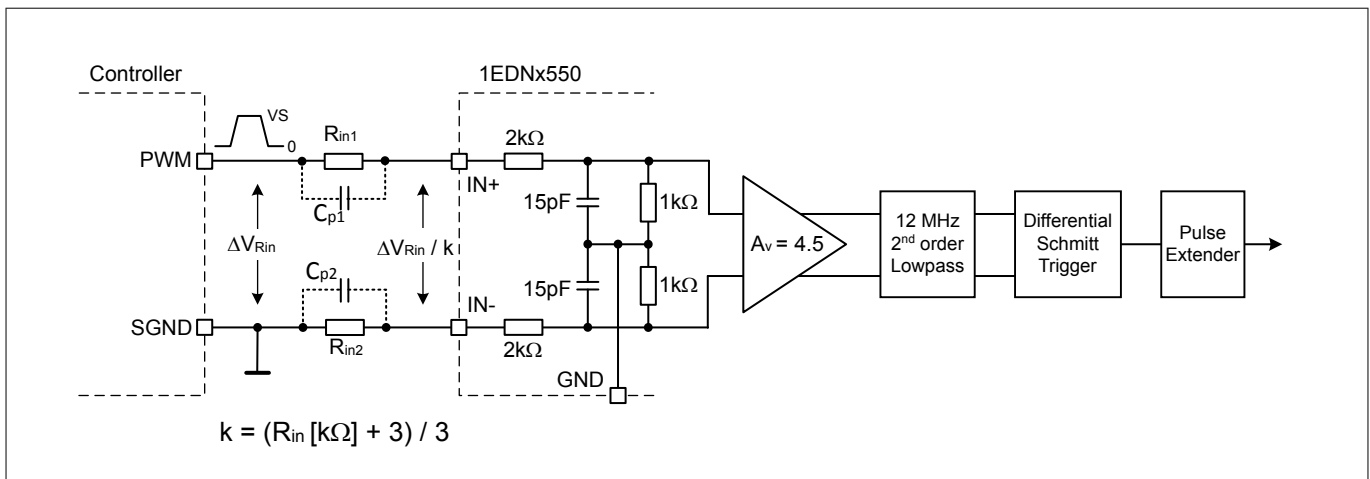 Controller
1EDNx550
VS
0
Rin1
2kΩ
PWM
IN+
Cp1
15pF
1kΩ
ΔVRin
ΔVRin / k
Av = 4.5
12 MHz
2nd order
Lowpass
Differential
Schmitt
Trigger
Pulse
Extender
Cp2
15pF
1kΩ
IN-
SGND
Rin2
2kΩ
GND
k = (Rin [kΩ] + 3) / 3